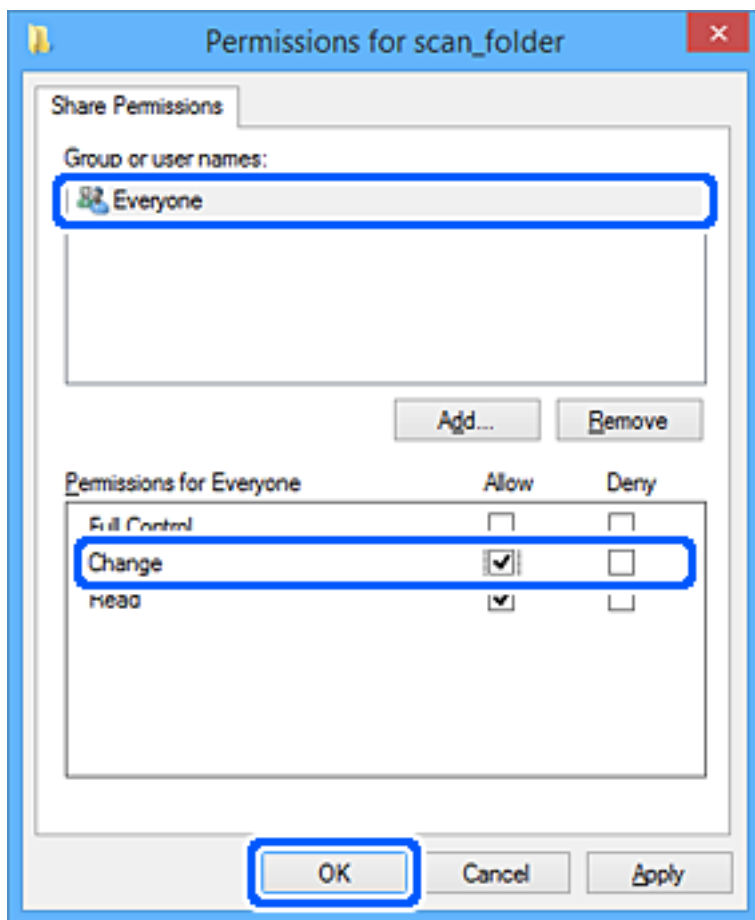 Permissions for scan_folder
Share Permissions
Group or user names:
Everyone
Add... Remove
Permissions for Everyone Allow Deny
Full Control
Change
Read
OK Cancel Apply